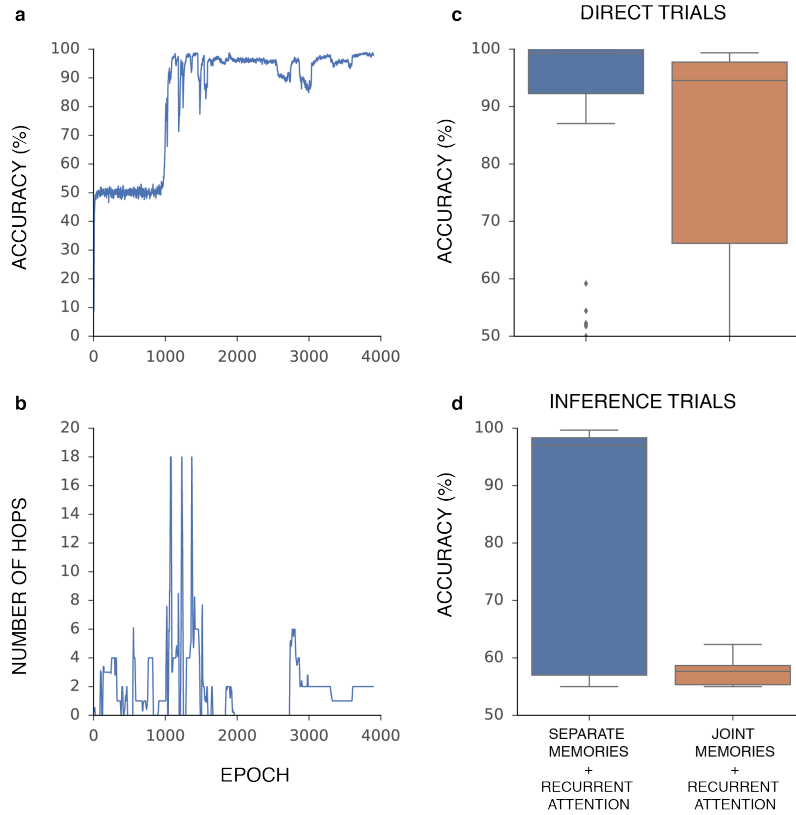 a
100
90
80
70
60
50
40
30
20
10
0
ACCURACY (%)
0 1000 2000 3000 4000
c
DIRECT TRIALS
100
90
80
70
60
50
ACCURACY (%)
b
20
18
16
14
12
10
8
6
4
2
0
NUMBER OF HOPS
0 1000 2000 3000 4000
EPOCH
d
INFERENCE TRIALS
100
90
80
70
60
50
ACCURACY (%)
SEPARATE
MEMORIES
+
RECURRENT
ATTENTION
JOINT
MEMORIES
+
RECURRENT
ATTENTION